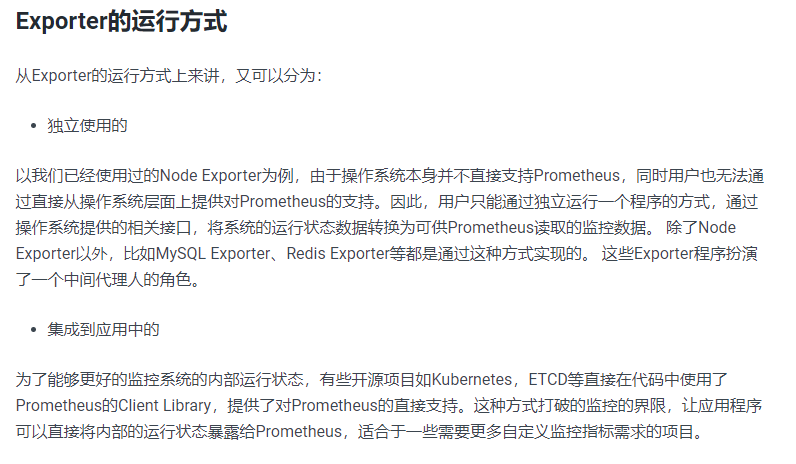 Exporter的运行方式
从Exporter的运行方式上来讲，又可以分为：
• 独立使用的
以我们已经使用过的Node Exporter为例，由于操作系统本身并不直接支持Prometheus，同时用户也无法通
过直接从操作系统层面上提供对Prometheus的支持。因此，用户只能通过独立运行一个程序的方式，通过
操作系统提供的相关接口，将系统的运行状态数据转换为可供Prometheus读取的监控数据。 除了Node
Exporter以外，比如MySQL Exporter、Redis Exporter等都是通过这种方式实现的。 这些Exporter程序扮演
了一个中间代理人的角色。
• 集成到应用中的
为了能够更好的监控系统的内部运行状态，有些开源项目如Kubernetes，ETCD等直接在代码中使用了
Prometheus的Client Library，提供了对Prometheus的直接支持。这种方式打破的监控的界限，让应用程序
可以直接将内部的运行状态暴露给Prometheus，适合于一些需要更多自定义监控指标需求的项目。